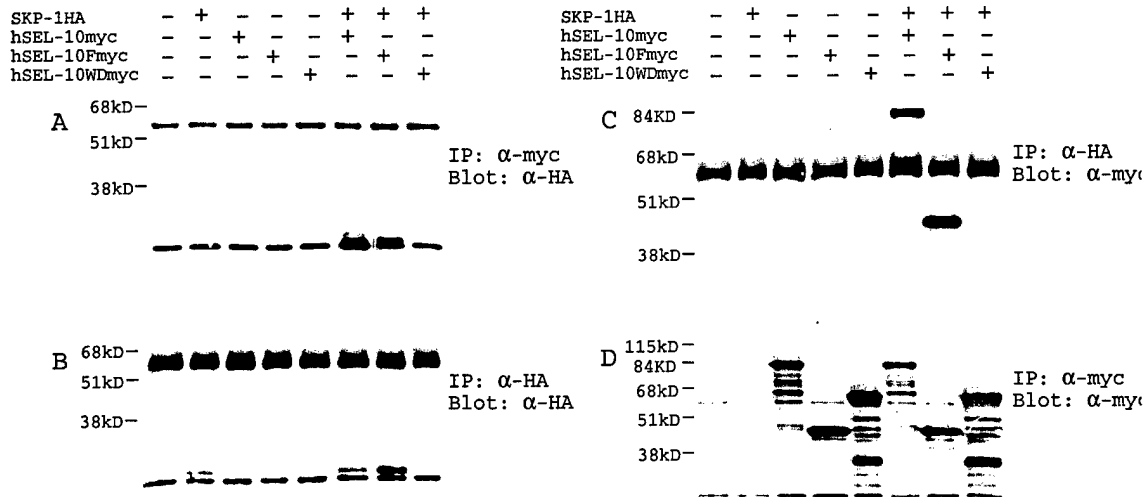 SKP-1HA − + − − − + + +
hSEL-10myc − − + − − + − −
hSEL-10Fmyc − − − + − − + −
hSEL-10WDmyc − − − − + − − +
A
68kD−
51kD−
38kD−
IP: α-myc
Blot: α-HA
B
68kD−
51kD−
38kD−
IP: α-HA
Blot: α-HA
SKP-1HA − + − − − + + +
hSEL-10myc − − + − − + − −
hSEL-10Fmyc − − − + − − + −
hSEL-10WDmyc − − − − + − − +
C
84KD−
68kD−
51kD−
38kD−
IP: α-HA
Blot: α-myc
D
115kD−
84KD−
68kD−
51kD−
38kD−
IP: α-myc
Blot: α-myc